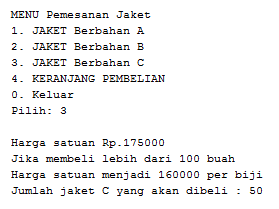 MENU Pemesanan Jaket
1. JAKET Berbahan A
2. JAKET Berbahan B
3. JAKET Berbahan C
4. KERANJANG PEMBELIAN
0. Keluar
Pilih: 3
Harga satuan Rp.175000
Jika membeli lebih dari 100 buah
Harga satuan menjadi 160000 per biji
Jumlah jaket C yang akan dibeli : 50